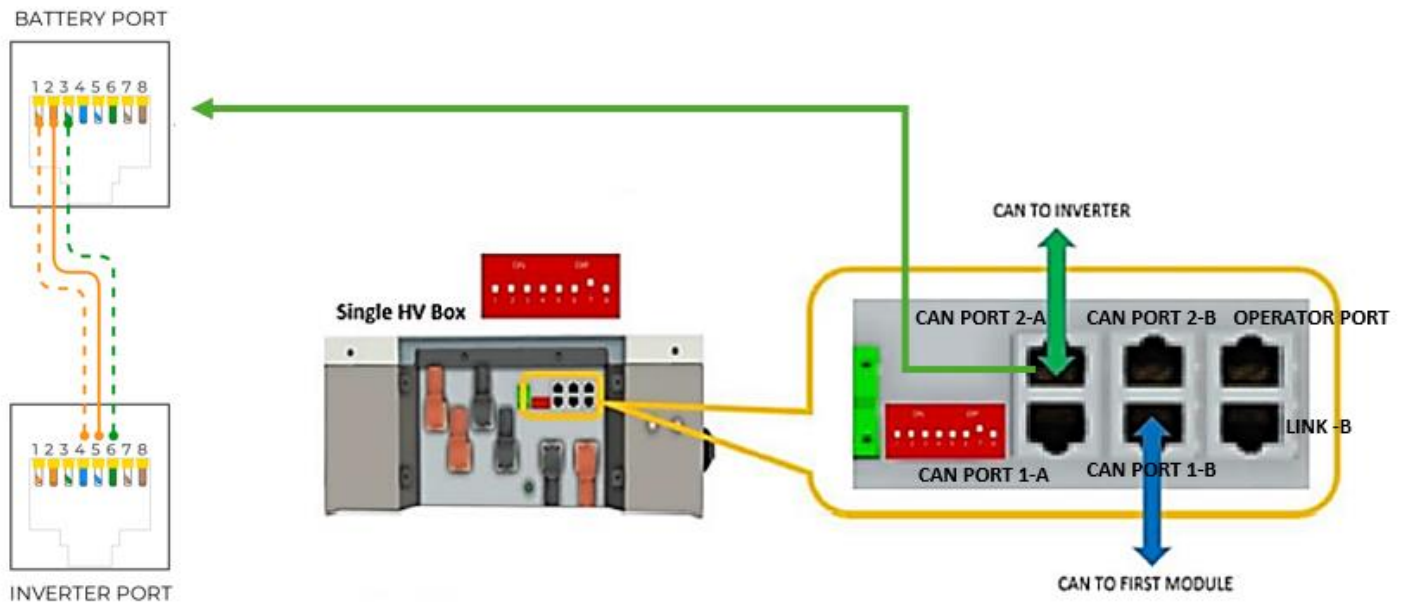 BATTERY PORT
1 2 3 4 5 6 7 8
CAN TO INVERTER
Single HV Box
CAN PORT 2-A
CAN PORT 2-B
OPERATOR PORT
LINK -B
CAN PORT 1-A
CAN PORT 1-B
CAN TO FIRST MODULE
1 2 3 4 5 6 7 8
INVERTER PORT